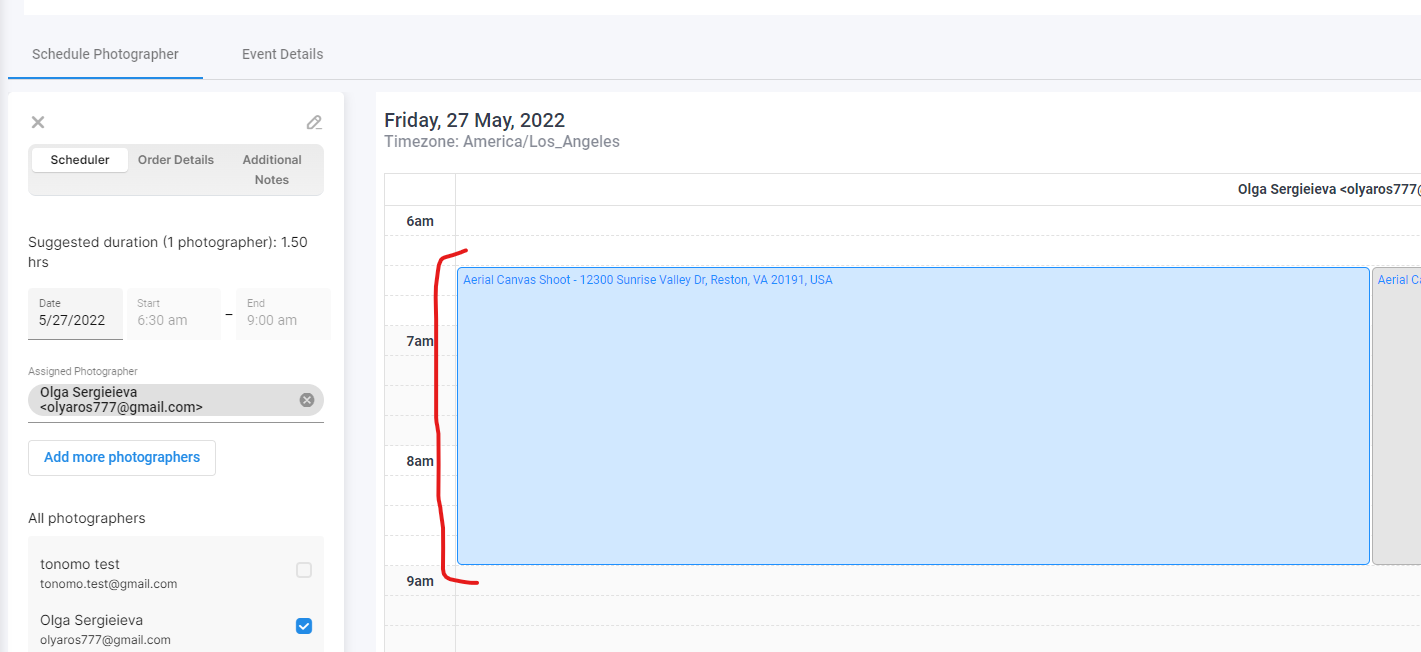 Schedule Photographer
Event Details
Scheduler
Order Details
Additional
Notes
Suggested duration (1 photographer): 1.50
hrs
Date
5/27/2022
Start
6:30 am
–
End
9:00 am
Assigned Photographer
Olga Sergieieva
<olyaros777@gmail.com>
Add more photographers
All photographers
tonomo test
tonomo.test@gmail.com
Olga Sergieieva
olyaros777@gmail.com
Friday, 27 May, 2022
Timezone: America/Los_Angeles
Olga Sergieieva <olyaros777@
6am
Aerial Canvas Shoot - 12300 Sunrise Valley Dr, Reston, VA 20191, USA
Aerial Ca
7am
8am
9am